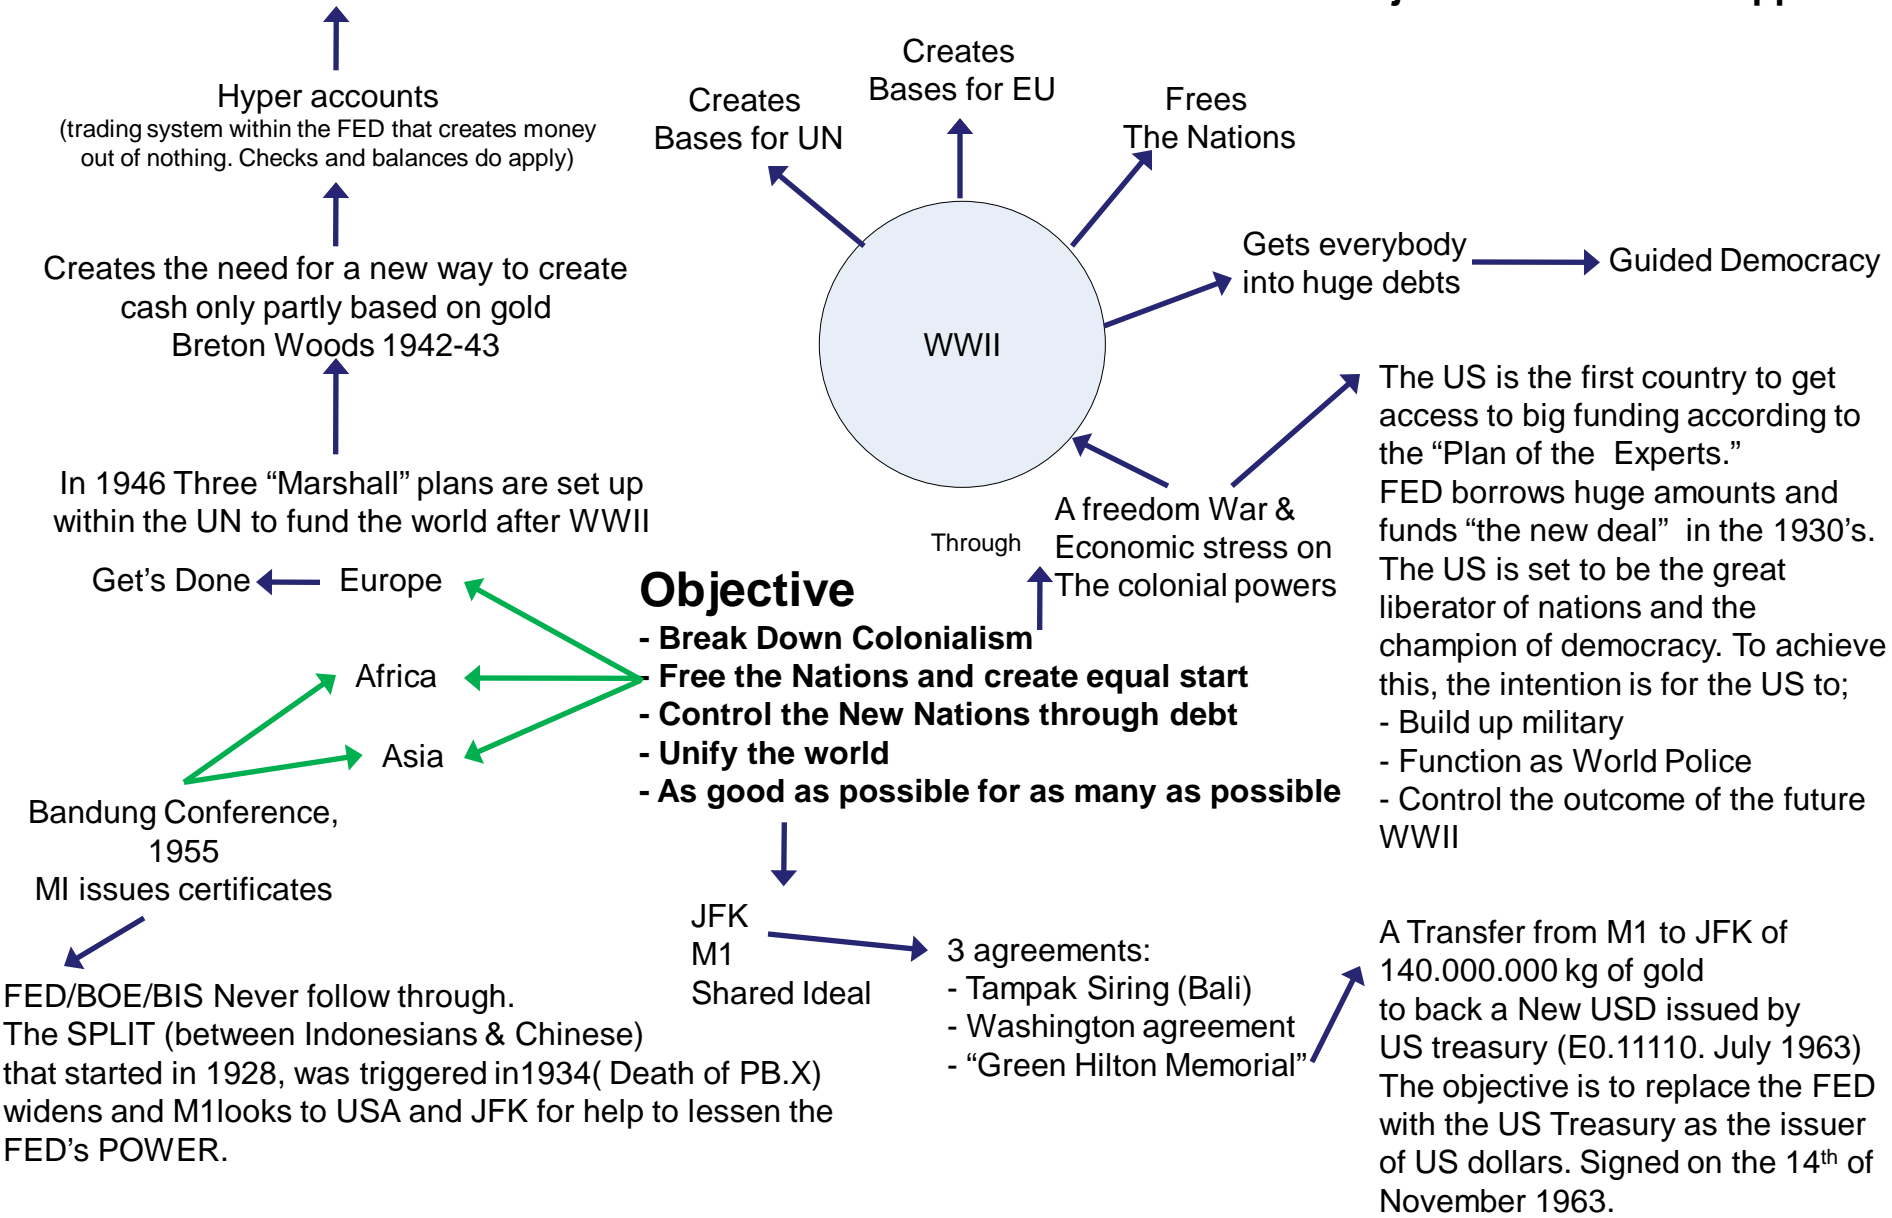 Hyper accounts
(trading system within the FED that creates money
out of nothing. Checks and balances do apply)
Creates the need for a new way to create
cash only partly based on gold
Breton Woods 1942-43
In 1946 Three “Marshall” plans are set up
within the UN to fund the world after WWII
Get’s Done
Europe
Africa
Asia
Bandung Conference,
1955
MI issues certificates
FED/BOE/BIS Never follow through.
The SPLIT (between Indonesians & Chinese)
that started in 1928, was triggered in1934( Death of PB.X)
widens and M1looks to USA and JFK for help to lessen the
FED’s POWER.
Creates
Bases for UN
Creates
Bases for EU
Frees
The Nations
Gets everybody
into huge debts
Guided Democracy
WWII
Through
A freedom War &
Economic stress on
The colonial powers
Objective
- Break Down Colonialism
- Free the Nations and create equal start
- Control the New Nations through debt
- Unify the world
- As good as possible for as many as possible
JFK
M1
Shared Ideal
3 agreements:
- Tampak Siring (Bali)
- Washington agreement
- “Green Hilton Memorial”
The US is the first country to get
access to big funding according to
the “Plan of the Experts.”
FED borrows huge amounts and
funds “the new deal” in the 1930’s.
The US is set to be the great
liberator of nations and the
champion of democracy. To achieve
this, the intention is for the US to;
- Build up military
- Function as World Police
- Control the outcome of the future
WWII
A Transfer from M1 to JFK of
140.000.000 kg of gold
to back a New USD issued by
US treasury (E0.11110. July 1963)
The objective is to replace the FED
with the US Treasury as the issuer
of US dollars. Signed on the 14th of
November 1963.